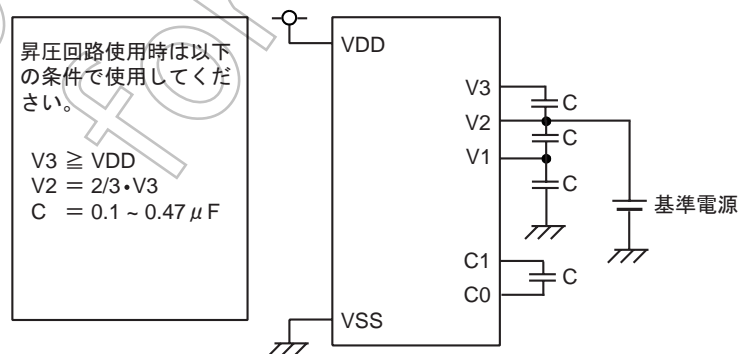 昇圧回路使用時は以下
の条件で使用してくだ
さい。
V3 ≧ VDD
V2 = 2/3•V3
C = 0.1 ~ 0.47 μF
VDD
V3
C
V2
C
V1
C
基準電源
C1
C
C0
VSS
for